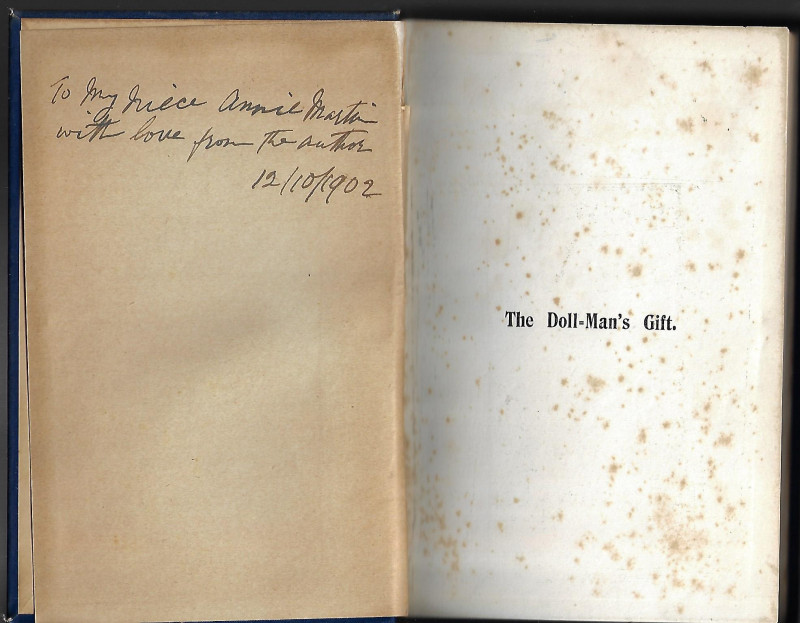 To My niece Annie Martin
with love from the author
12/10/1902
The Doll-Man's Gift.